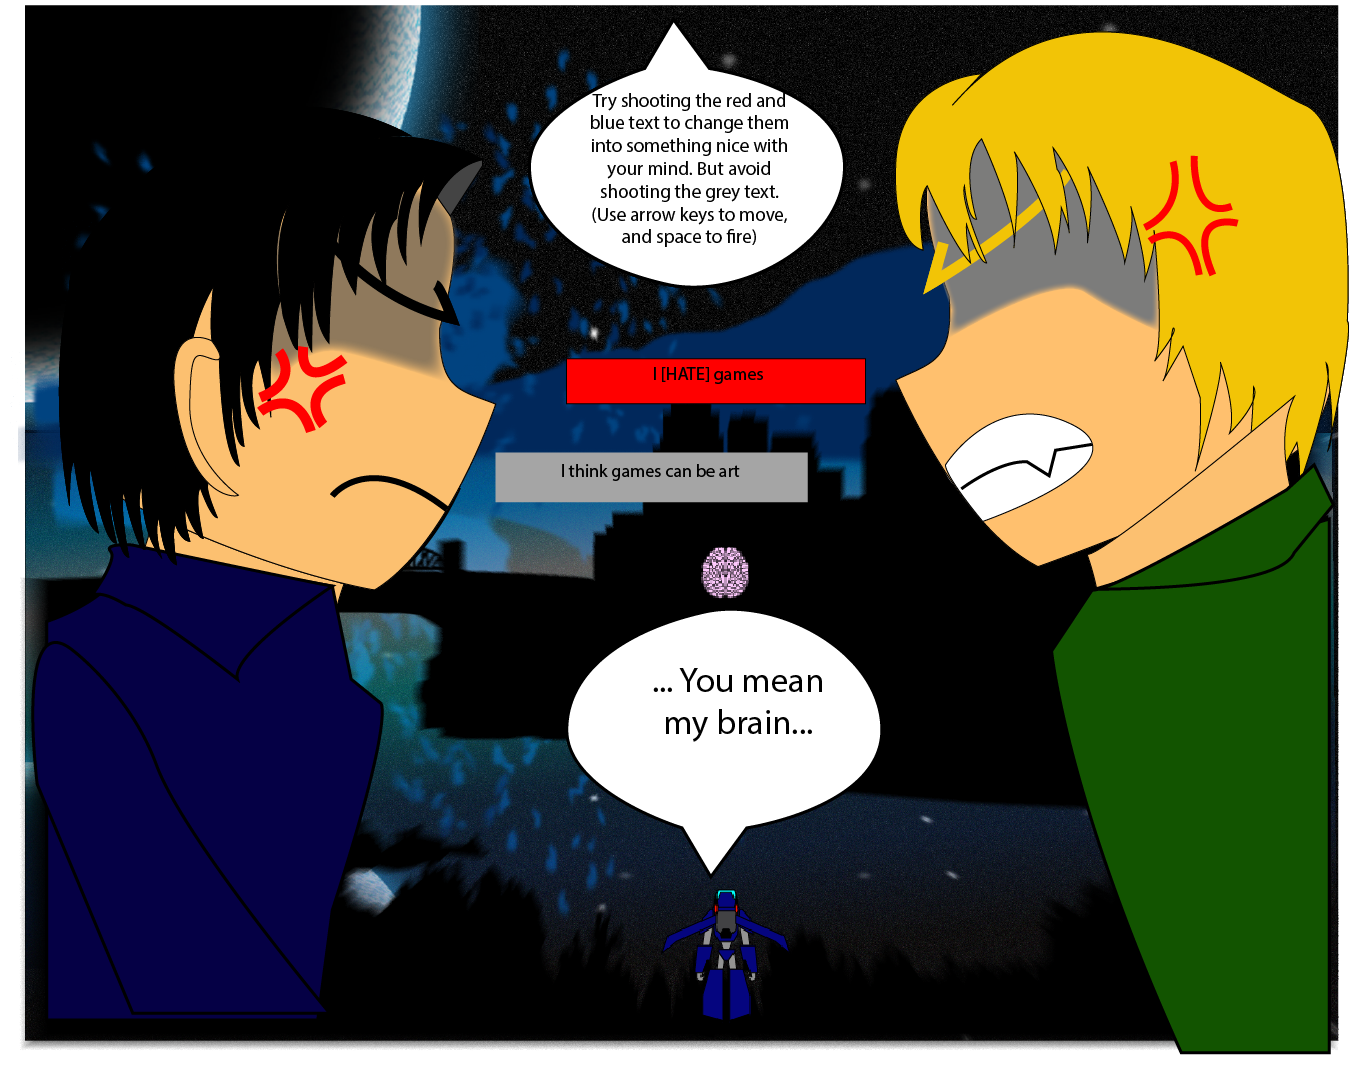 Try shooting the red and
blue text to change them
into something nice with
your mind. But avoid
shooting the grey text.
(Use arrow keys to move,
and space to fire)
I [HATE] games
I think games can be art
... You mean
my brain...